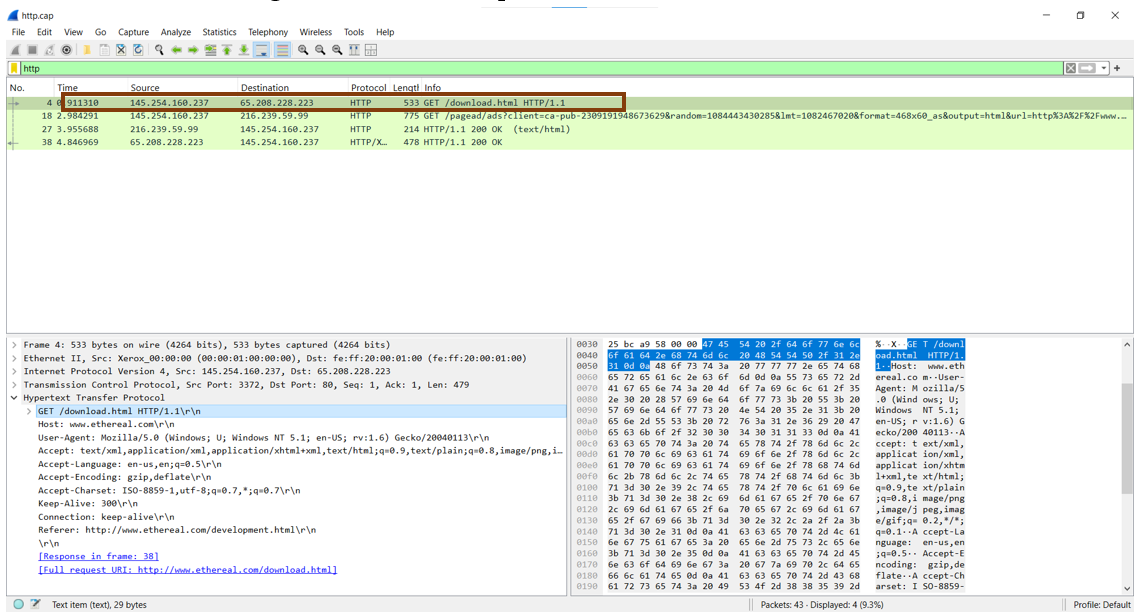 http.cap
File Edit View Go Capture Analyze Statistics Telephony Wireless Tools Help
http
No. Time Source Destination Protocol Length Info
4 0.911310 145.254.160.237 65.208.228.223 HTTP 533 GET /download.html HTTP/1.1
18 2.984291 145.254.160.237 216.239.59.99 HTTP 775 GET /pagead/ads?client=ca-pub-2309191948673629&random=1084443430285&lmt=1082467020&format=468x60_as&output=html&url=http%3A%2F%2Fwww...
27 3.955688 216.239.59.99 145.254.160.237 HTTP 214 HTTP/1.1 200 OK (text/html)
38 4.846969 65.208.228.223 145.254.160.237 HTTP/X… 478 HTTP/1.1 200 OK
Frame 4: 533 bytes on wire (4264 bits), 533 bytes captured (4264 bits)
Ethernet II, Src: Xerox_00:00:00 (00:00:01:00:00:00), Dst: fe:ff:20:00:01:00 (fe:ff:20:00:01:00)
Internet Protocol Version 4, Src: 145.254.160.237, Dst: 65.208.228.223
Transmission Control Protocol, Src Port: 3372, Dst Port: 80, Seq: 1, Ack: 1, Len: 479
Hypertext Transfer Protocol
GET /download.html HTTP/1.1\r\n
Host: www.ethereal.com\r\n
User-Agent: Mozilla/5.0 (Windows; U; Windows NT 5.1; en-US; rv:1.6) Gecko/20040113\r\n
Accept: text/xml,application/xml,application/xhtml+xml,text/html;q=0.9,text/plain;q=0.8,image/png,i…
Accept-Language: en-us,en;q=0.5\r\n
Accept-Encoding: gzip,deflate\r\n
Accept-Charset: ISO-8859-1,utf-8;q=0.7,*;q=0.7\r\n
Keep-Alive: 300\r\n
Connection: keep-alive\r\n
Referer: http://www.ethereal.com/development.html\r\n
\r\n
[Response in frame: 38]
[Full request URI: http://www.ethereal.com/download.html]
0030 25 bc a9 58 00 00 47 45 54 20 2f 64 6f 77 6e 6c %··X··GE T /downl
0040 6f 61 64 2e 68 74 6d 6c 20 48 54 54 50 2f 31 2e oad.html HTTP/1.
0050 31 0d 0a 48 6f 73 74 3a 20 77 77 77 2e 65 74 68 1··Host: www.eth
0060 65 72 65 61 6c 2e 63 6f 6d 0d 0a 55 73 65 72 2d ereal.co m··User-
0070 41 67 65 6e 74 3a 20 4d 6f 7a 69 6c 6c 61 2f 35 Agent: M ozilla/5
0080 2e 30 20 28 57 69 6e 64 6f 77 73 3b 20 55 3b 20 .0 (Wind ows; U;
0090 57 69 6e 64 6f 77 73 20 4e 54 20 35 2e 31 3b 20 Windows NT 5.1;
00a0 65 6e 2d 55 53 3b 20 72 76 3a 31 2e 36 29 20 47 en-US; r v:1.6) G
00b0 65 63 6b 6f 2f 32 30 30 34 30 31 31 33 0d 0a 41 ecko/200 40113··A
00c0 63 63 65 70 74 3a 20 74 65 78 74 2f 78 6d 6c 2c ccept: t ext/xml,
00d0 61 70 70 6c 69 63 61 74 69 6f 6e 2f 78 6d 6c 2c applicat ion/xml,
00e0 61 70 70 6c 69 63 61 74 69 6f 6e 2f 78 68 74 6d applicat ion/xhtm
00f0 6c 2b 78 6d 6c 2c 74 65 78 74 2f 68 74 6d 6c 3b l+xml,te xt/html;
0100 71 3d 30 2e 39 2c 74 65 78 74 2f 70 6c 61 69 6e q=0.9,te xt/plain
0110 3b 71 3d 30 2e 38 2c 69 6d 61 67 65 2f 70 6e 67 ;q=0.8,i mage/png
0120 2c 69 6d 61 67 65 2f 6a 70 65 67 2c 69 6d 61 67 ,image/j peg,imag
0130 65 2f 67 69 66 3b 71 3d 30 2e 32 2c 2a 2f 2a 3b e/gif;q= 0.2,*/*;
0140 71 3d 30 2e 31 0d 0a 41 63 63 65 70 74 2d 4c 61 q=0.1··A ccept-La
0150 6e 67 75 61 67 65 3a 20 65 6e 2d 75 73 2c 65 6e nguage: en-us,en
0160 3b 71 3d 30 2e 35 0d 0a 41 63 63 65 70 74 2d 45 ;q=0.5·· Accept-E
0170 6e 63 6f 64 69 6e 67 3a 20 67 7a 69 70 2c 64 65 ncoding: gzip,de
0180 66 6c 61 74 65 0d 0a 41 63 63 65 70 74 2d 43 68 flate··A ccept-Ch
0190 61 72 73 65 74 3a 20 49 53 4f 2d 38 38 35 39 2d arset: I SO-8859-
Text item (text), 29 bytes Packets: 43 · Displayed: 4 (9.3%) Profile: Default